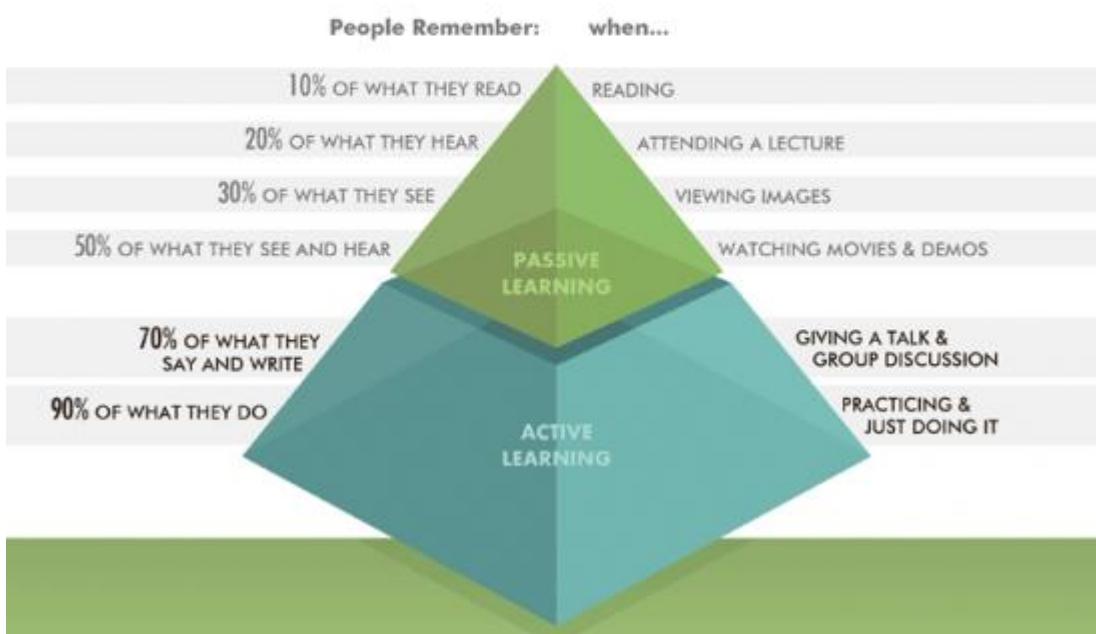 People Remember: when...
10% OF WHAT THEY READ READING
20% OF WHAT THEY HEAR ATTENDING A LECTURE
30% OF WHAT THEY SEE VIEWING IMAGES
50% OF WHAT THEY SEE AND HEAR WATCHING MOVIES & DEMOS
PASSIVE
LEARNING
70% OF WHAT THEY
SAY AND WRITE
GIVING A TALK &
GROUP DISCUSSION
90% OF WHAT THEY DO
PRACTICING &
JUST DOING IT
ACTIVE
LEARNING